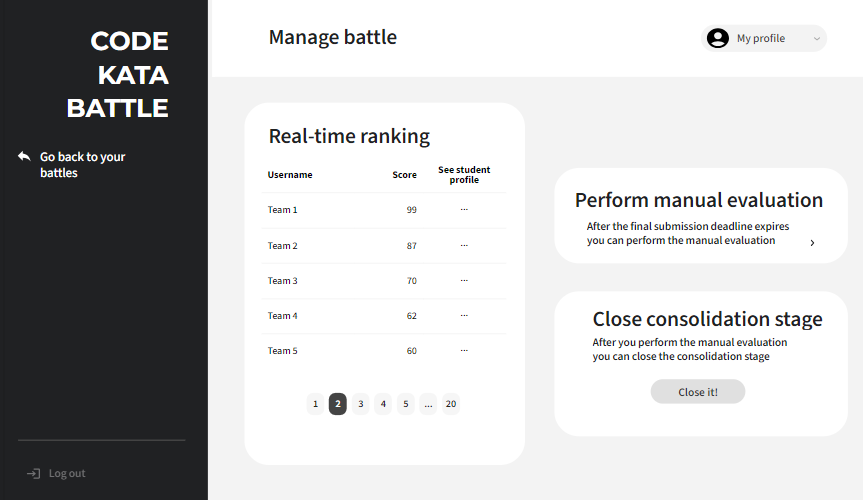 CODE
KATA
BATTLE
Go back to your
battles
Log out
Manage battle
My profile
Real-time ranking
Username Score See student
profile
Team 1 99 ...
Team 2 87 ...
Team 3 70 ...
Team 4 62 ...
Team 5 60 ...
1 2 3 4 5 ... 20
Perform manual evaluation
After the final submission deadline expires
you can perform the manual evaluation
Close consolidation stage
After you perform the manual evaluation
you can close the consolidation stage
Close it!